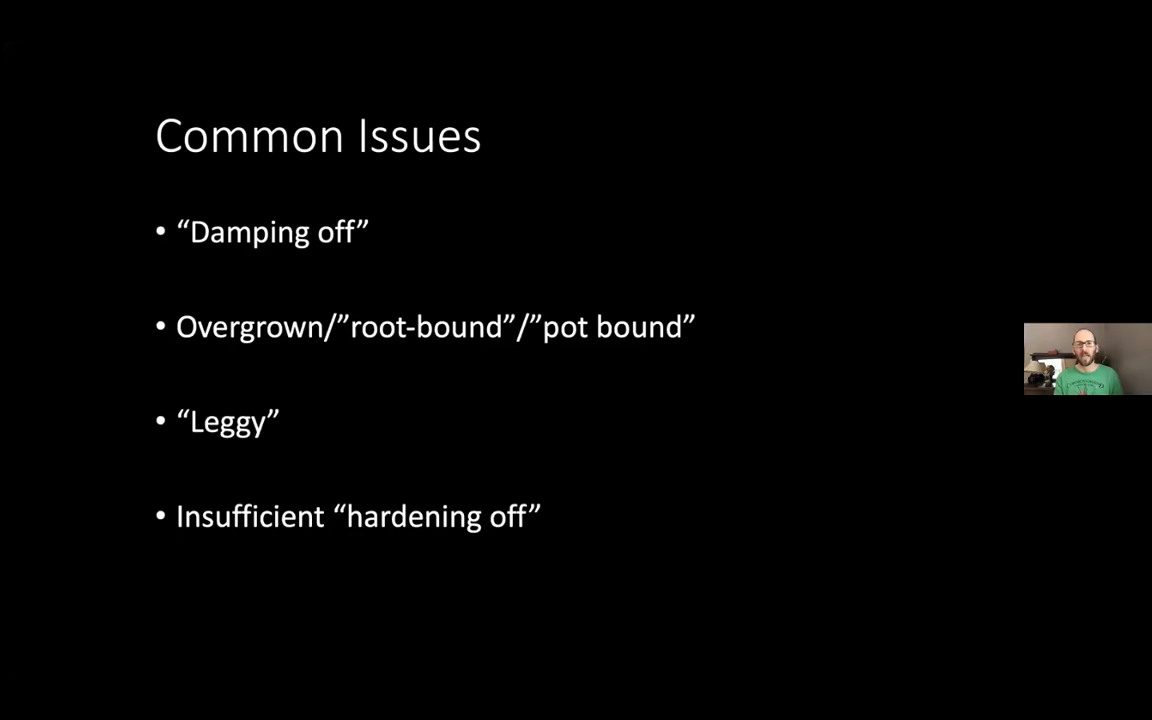 Common Issues
• “Damping off”
• Overgrown/”root-bound”/”pot bound”
• “Leggy”
• Insufficient “hardening off”